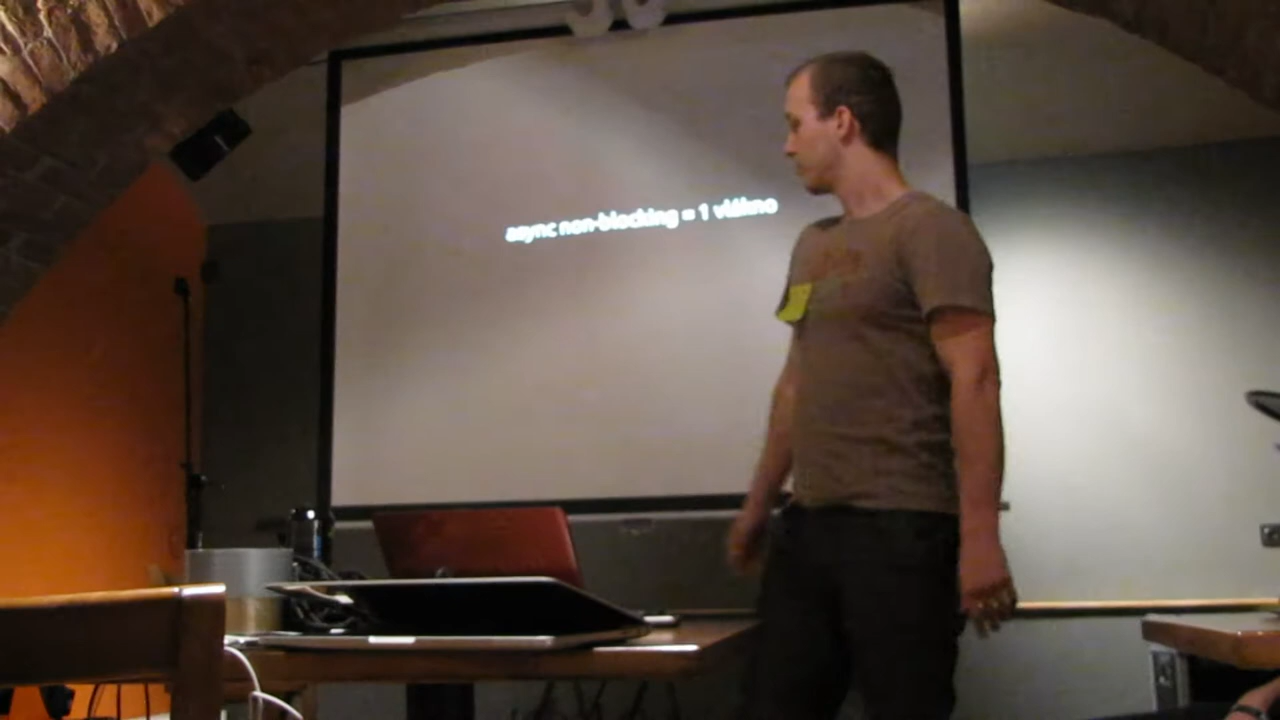 async non-blocking = 1 vlákno